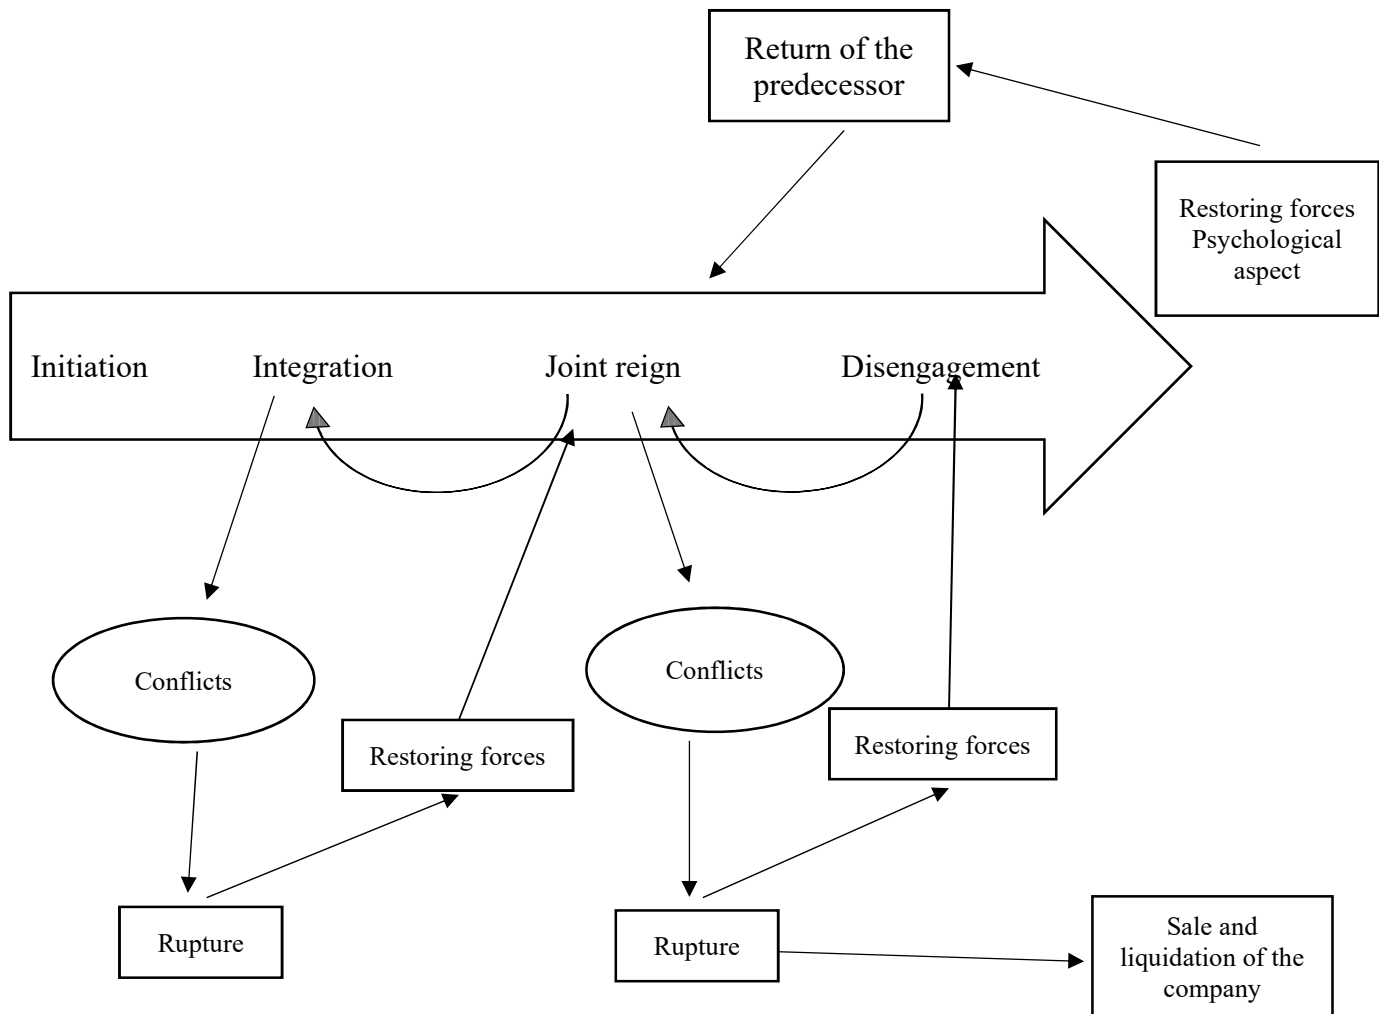 Return of the
predecessor
Restoring forces
Psychological
aspect
Initiation
Integration
Joint reign
Disengagement
Conflicts
Conflicts
Restoring forces
Restoring forces
Rupture
Rupture
Sale and
liquidation of the
company